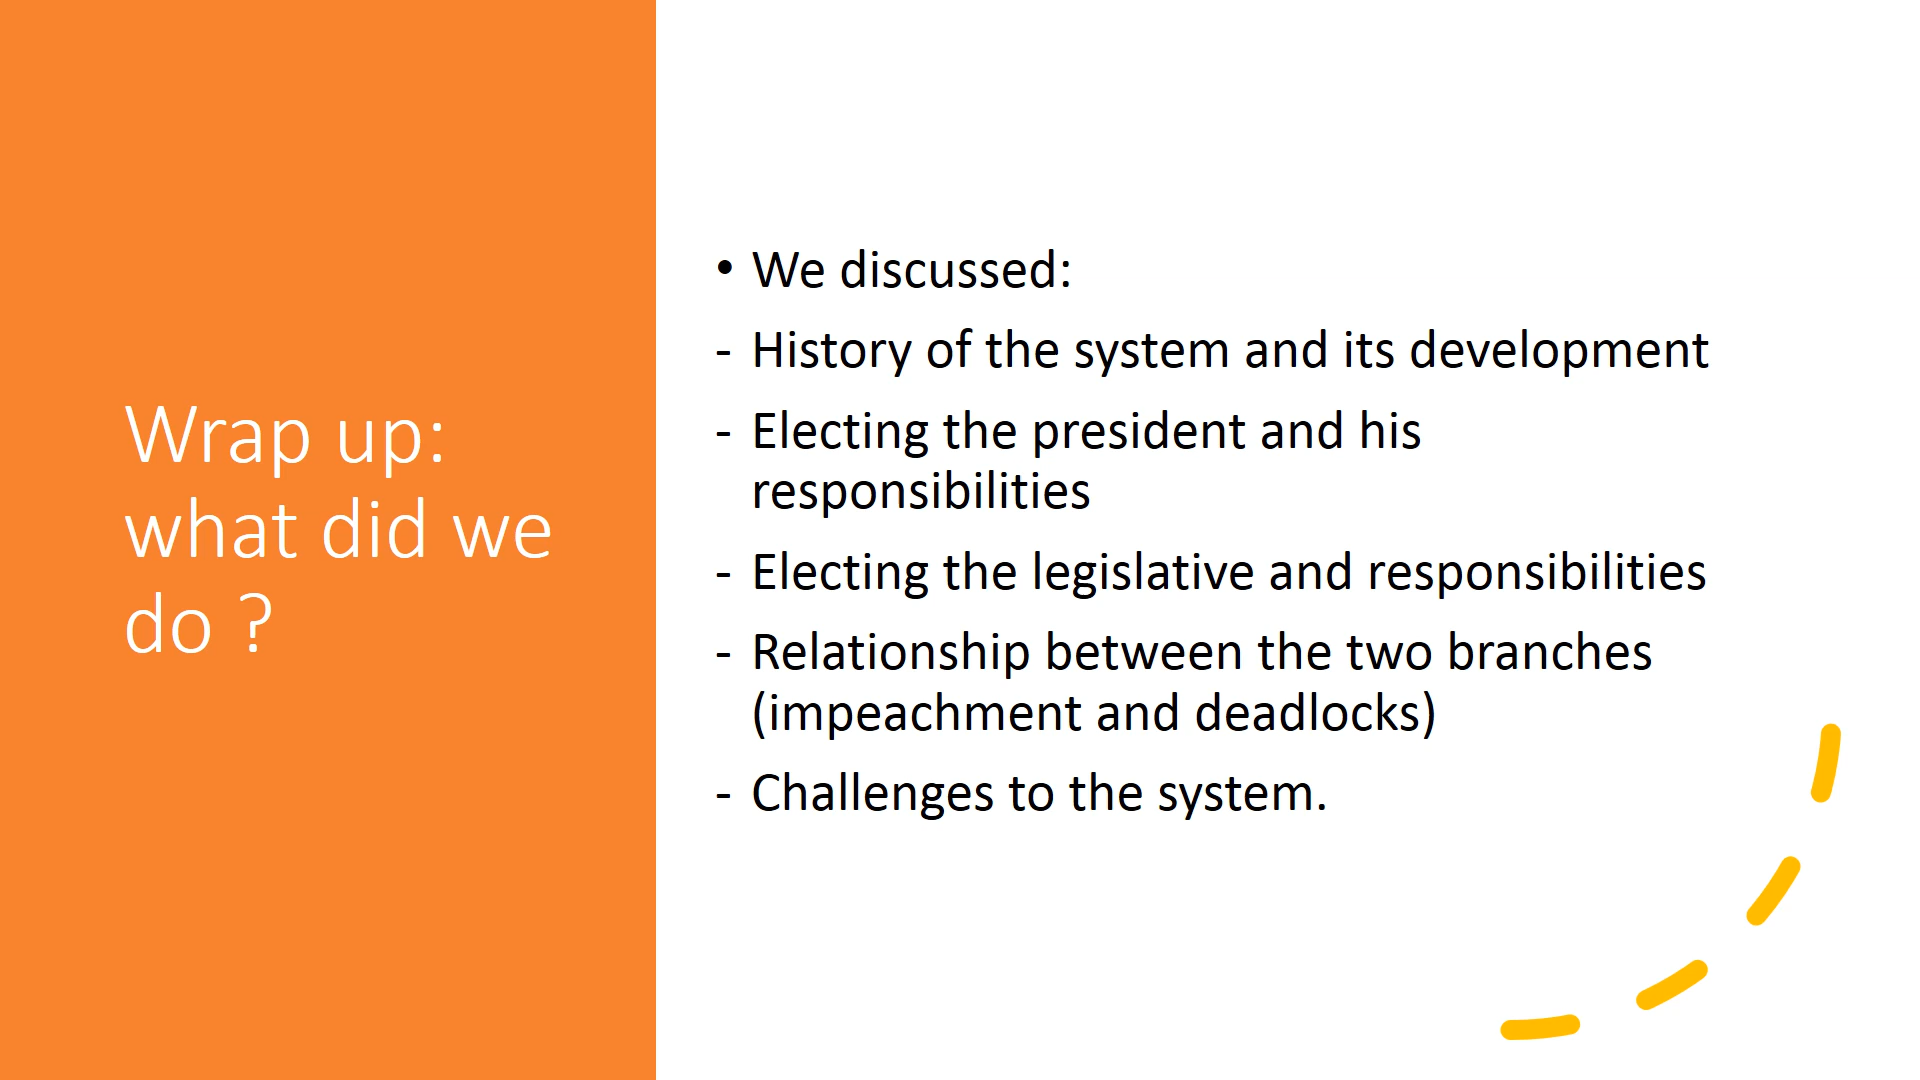 Wrap up:
what did we
do ?
• We discussed:
- History of the system and its development
- Electing the president and his
responsibilities
- Electing the legislative and responsibilities
- Relationship between the two branches
(impeachment and deadlocks)
- Challenges to the system.